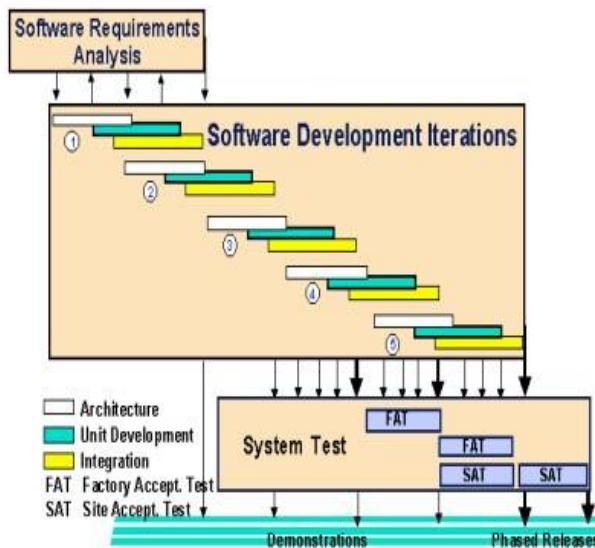 Software Requirements
Analysis
Software Development Iterations
1
2
3
4
5
Architecture
Unit Development
Integration
FAT Factory Accept. Test
SAT Site Accept. Test
System Test
FAT
FAT
SAT
SAT
Demonstrations
Phased Releases